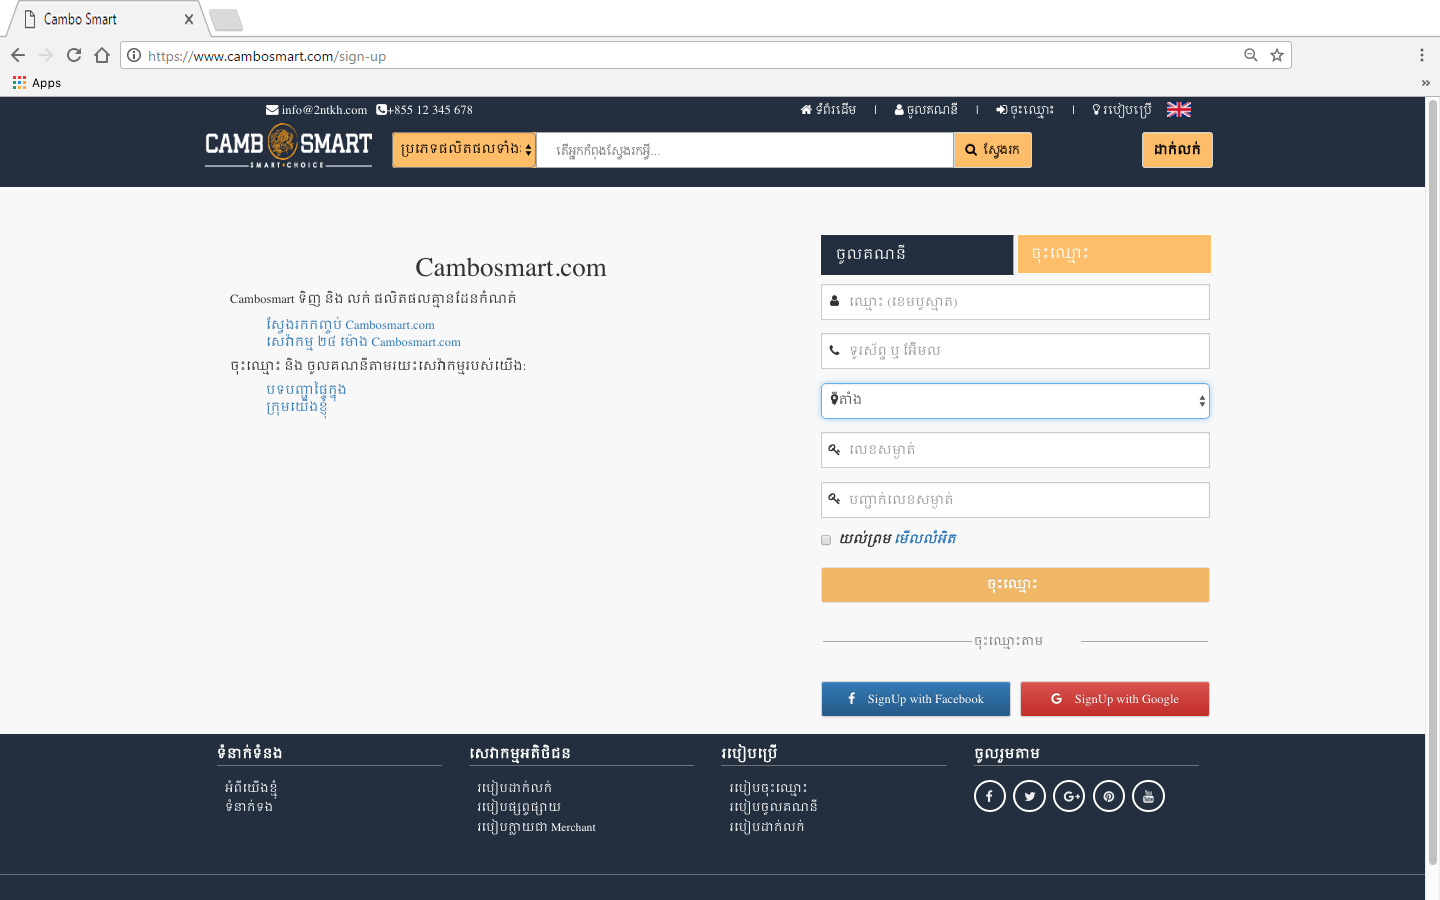 Cambo Smart
https://www.cambosmart.com/sign-up
Apps
info@2ntkh.com +855 12 345 678
ទំព័រដើម | ចូលគណនី | ចុះឈ្មោះ | របៀបប្រើ
CAMBOSMART
SMART·CHOICE
ប្រភេទផលិតផលទាំង
តើអ្នកកំពុងស្វែងរកអ្វី...
ស្វែងរក
ដាក់លក់
Cambosmart.com
Cambosmart ទិញ និង លក់ ផលិតផលគ្មានដែនកំណត់
ស្វែងរកកញ្ចប់ Cambosmart.com
សេវ៉ាកម្ម ២៤ ម៉ោង Cambosmart.com
ចុះឈ្មោះ និង ចូលគណនីតាមរយះសេវ៉ាកម្មរបស់យើង:
បទបញ្ជាផ្ទៃក្នុង
ក្រុមយើងខ្ញុំ
ចូលគណនី
ចុះឈ្មោះ
ឈ្មោះ (ខេមបូស្មាត)
ទូរស័ព្ទ ឬ អ៊ីមែល
ទីតាំង
លេខសម្ងាត់
បញ្ជាក់លេខសម្ងាត់
យល់ព្រម មើលលំអិត
ចុះឈ្មោះ
ចុះឈ្មោះតាម
SignUp with Facebook
SignUp with Google
ទំនាក់ទំនង
អំពីយើងខ្ញុំ
ទំនាក់ទង
សេវាកម្មអតិថិជន
របៀបដាក់លក់
របៀបផ្សព្វផ្សាយ
របៀបក្លាយជា Merchant
របៀបប្រើ
របៀបចុះឈ្មោះ
របៀបចូលគណនី
របៀបដាក់លក់
ចូលរួមតាម